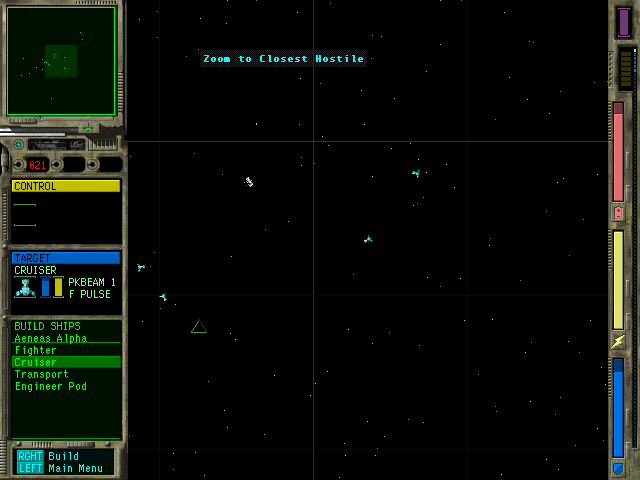 Zoom to Closest Hostile
021
CONTROL
TARGET
CRUISER
PKBEAM 1
F PULSE
BUILD SHIPS
Aeneas Alpha
Fighter
Cruiser
Transport
Engineer Pod
RGHT Build
LEFT Main Menu